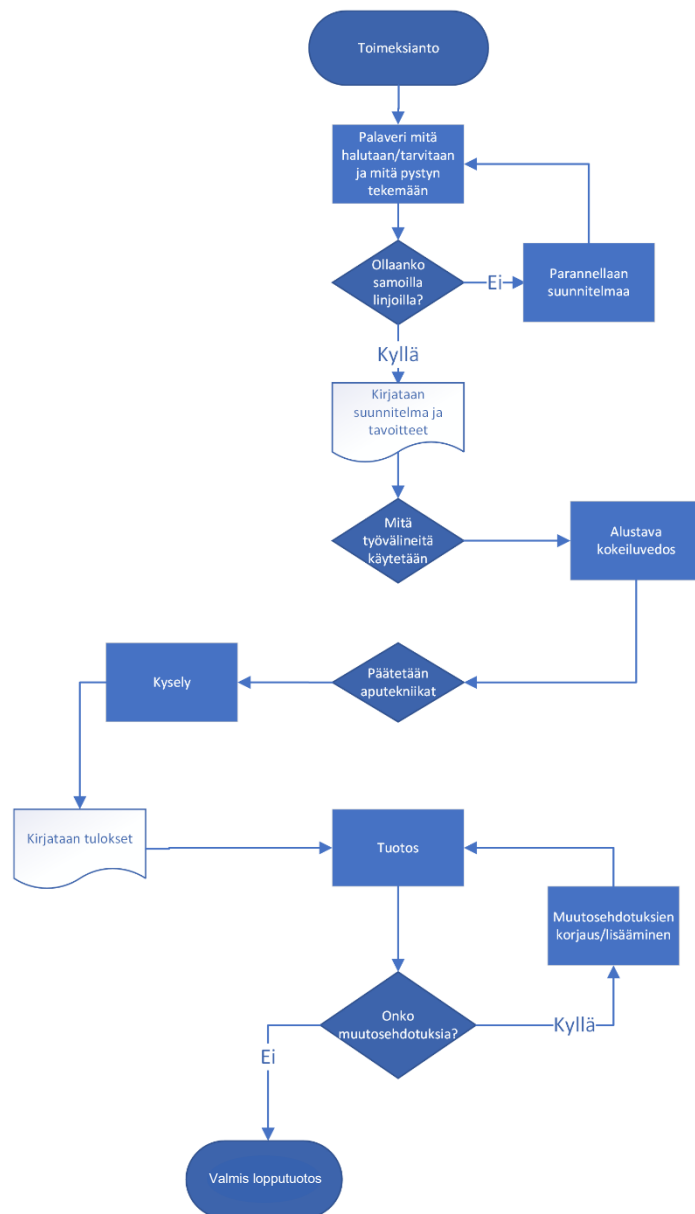 Toimeksianto
Palaveri mitä
halutaan/tarvitaan
ja mitä pystyn
tekemään
Ollaanko
samoilla
linjoilla?
Ei
Parannellaan
suunnitelmaa
Kyllä
Kirjataan
suunnitelma ja
tavoitteet
Mitä
työvälineitä
käytetään
Alustava
kokeiluvedos
Päätetään
aputekniikat
Kysely
Kirjataan tulokset
Tuotos
Muutosehdotuksien
korjaus/lisääminen
Onko
muutosehdotuksia?
Kyllä
Ei
Valmis lopputuotos